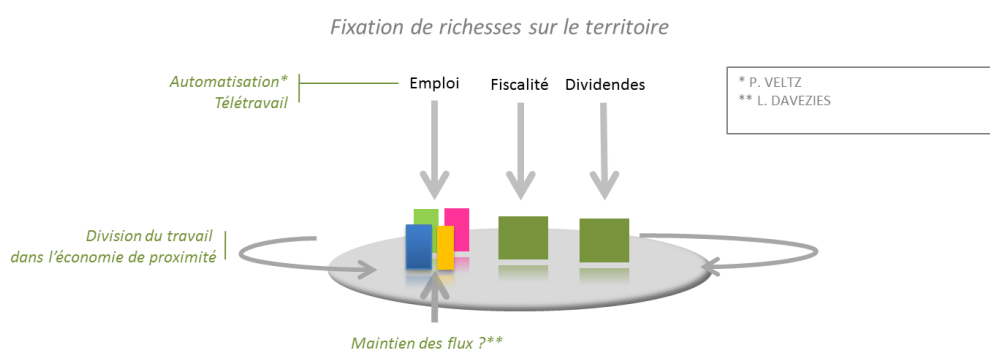 Fixation de richesses sur le territoire
Automatisation*
Télétravail
Emploi
Fiscalité
Dividendes
* P. VELTZ
** L. DAVEZIES
Division du travail
dans l'économie de proximité
Maintien des flux ?**